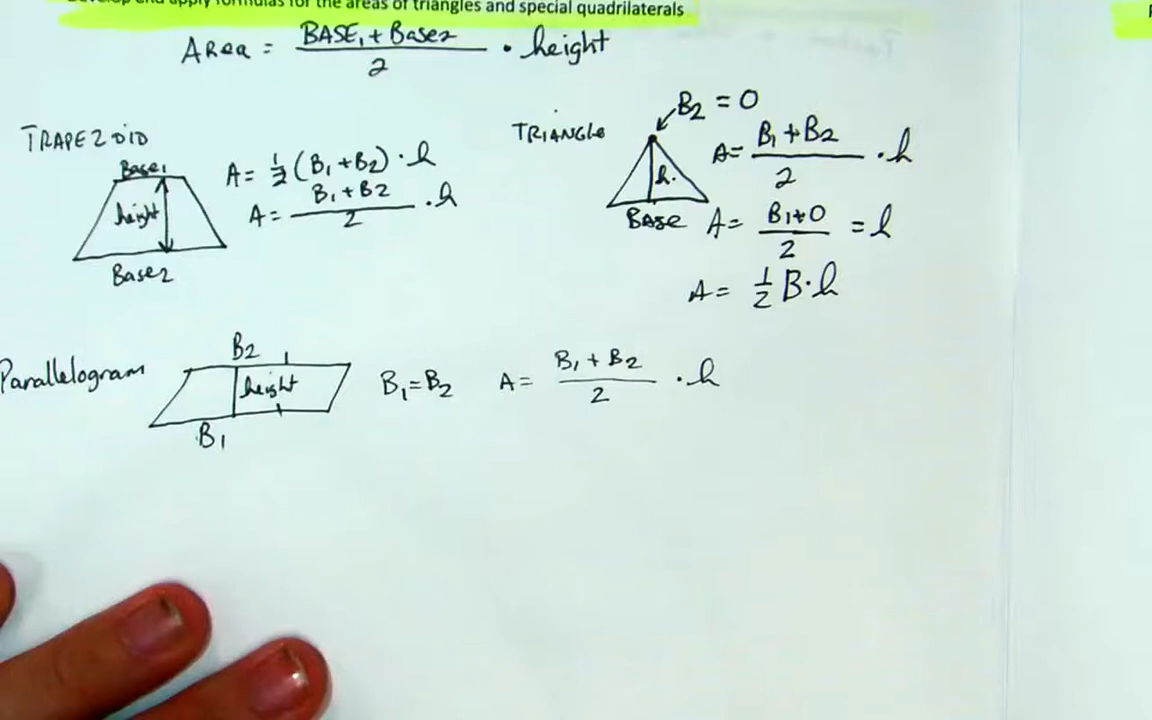 and apply formulas for the areas of triangles and special quadrilaterals
Area = (BASE₁ + Base2)/2 · height
TRAPEZOID
Base₁
height
Base2
A = ½ (B₁ + B₂) · h
A = (B₁ + B2)/2 · h
TRIANGLE
B₂ = 0
h.
BASE
A = (B₁ + B₂)/2 · h
A = (B₁ + 0)/2 = h
A = ½ B · h
Parallelogram
B₂
height
B₁
B₁ = B₂
A = (B₁ + B₂)/2 · h